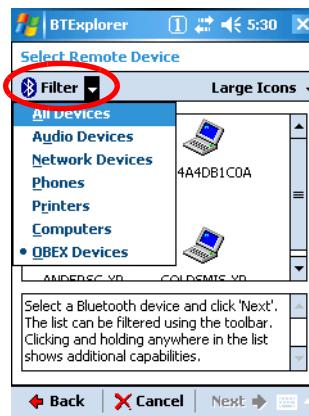 BTExplorer 1 5:30
Select Remote Device
Filter Large Icons
All Devices
Audio Devices
Network Devices
Phones
Printers
Computers
OBEX Devices
4A4DB1C0A
ANDERSC-XP COLDSMIS-XP
Select a Bluetooth device and click 'Next'.
The list can be filtered using the toolbar.
Clicking and holding anywhere in the list
shows additional capabilities.
Back Cancel Next